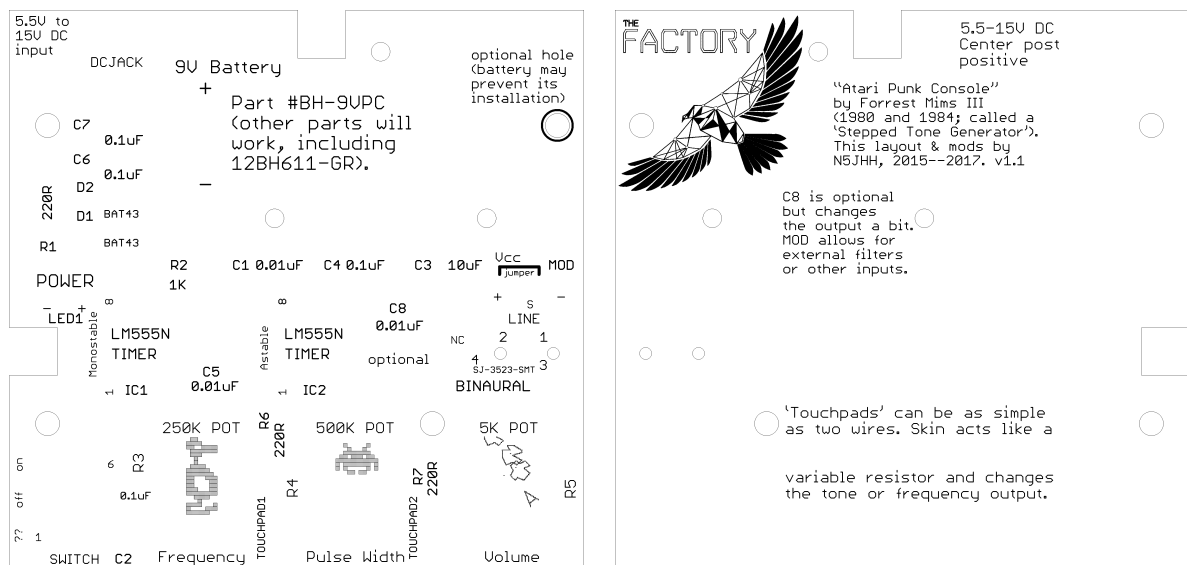 5.5V to
15V DC
input
DCJACK
9V Battery
+
Part #BH-9VPC
(other parts will
work, including
12BH611-GR).
−
optional hole
(battery may
prevent its
installation)
C7
0.1uF
C6
0.1uF
D2
220R
D1 BAT43
R1 BAT43
POWER
− +
LED1
R2
1K
C1 0.01uF
C4 0.1uF
C3 10uF
Vcc
jumper
MOD
+ −
S
LINE
2 1
NC
4 3
SJ-3523-SMT
BINAURAL
C8
0.01uF
optional
8
Monostable
LM555N
TIMER
1 IC1
C5
0.01uF
8
Astable
LM555N
TIMER
1 IC2
250K POT
R6
220R
500K POT
5K POT
on
off
??
1
6
R3
0.1uF
R4
R7
220R
A
R5
TOUCHPAD1
TOUCHPAD2
SWITCH C2 Frequency
Pulse Width
Volume
THE
FACTORY
5.5-15V DC
Center post
positive
"Atari Punk Console"
by Forrest Mims III
(1980 and 1984; called a
'Stepped Tone Generator').
This layout & mods by
N5JHH, 2015--2017. v1.1
C8 is optional
but changes
the output a bit.
MOD allows for
external filters
or other inputs.
'Touchpads' can be as simple
as two wires. Skin acts like a
variable resistor and changes
the tone or frequency output.